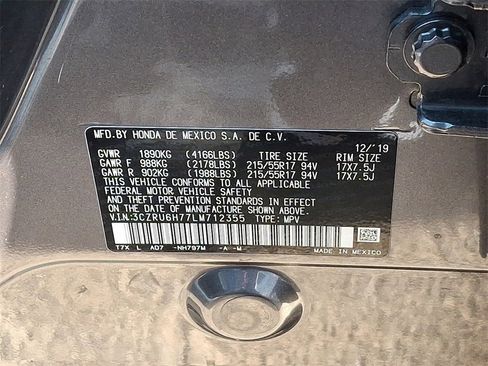 MFD.BY HONDA DE MEXICO S.A. DE C.V.
12/'19
GVWR 1890KG (4166LBS) TIRE SIZE RIM SIZE
GAWR F 988KG (2178LBS) 215/55R17 94V 17X7.5J
GAWR R 902KG (1988LBS) 215/55R17 94V 17X7.5J
THIS VEHICLE CONFORMS TO ALL APPLICABLE
FEDERAL MOTOR VEHICLE SAFETY, BUMPER,
AND THEFT PREVENTION STANDARDS IN EFFECT
ON THE DATE OF MANUFACTURE SHOWN ABOVE.
V.I.N:3CZRU6H77LM712355 TYPE: MPV
T7X L AD7 -NH797M -A-M
MADE IN MEXICO